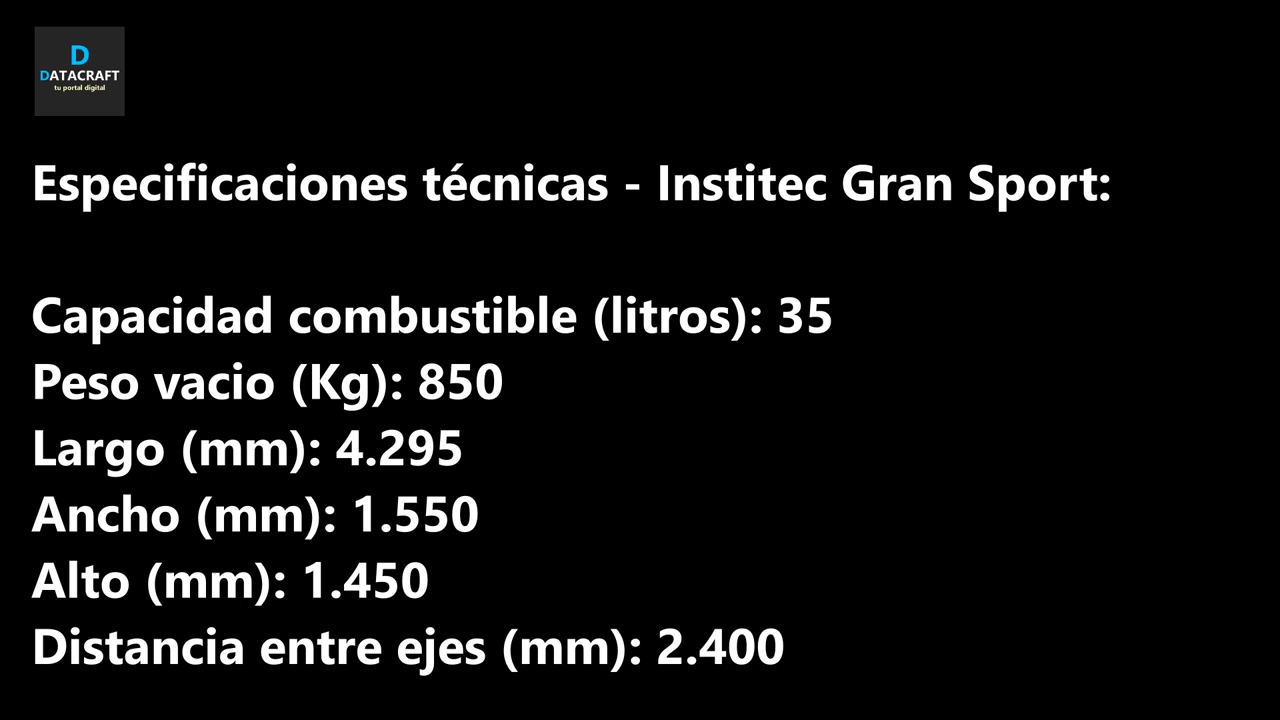 D
DATACRAFT
tu portal digital
Especificaciones técnicas - Institec Gran Sport:
Capacidad combustible (litros): 35
Peso vacio (Kg): 850
Largo (mm): 4.295
Ancho (mm): 1.550
Alto (mm): 1.450
Distancia entre ejes (mm): 2.400